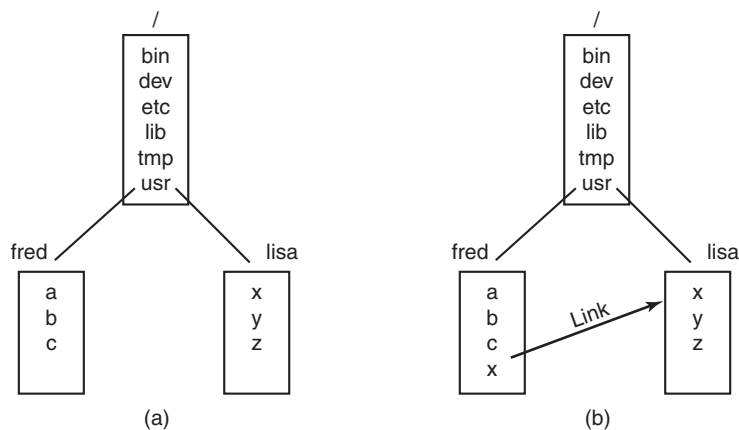 /
bin
dev
etc
lib
tmp
usr
fred
lisa
a
b
c
x
y
z
(a)
/
bin
dev
etc
lib
tmp
usr
fred
lisa
a
b
c
x
Link
x
y
z
(b)